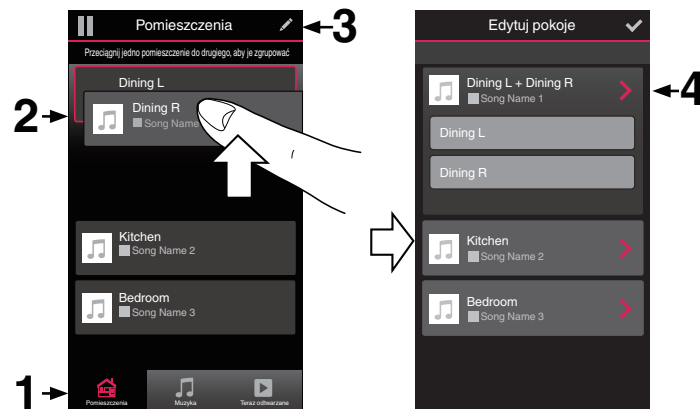 Pomieszczenia
3
Przeciągnij jedno pomieszczenie do drugiego, aby je zgrupować
2
Dining L
Dining R
Song Name
Kitchen
Song Name 2
Bedroom
Song Name 3
1
Pomieszczenia
Muzyka
Teraz odtwarzane
Edytuj pokoje
4
Dining L + Dining R
Song Name 1
Dining L
Dining R
Kitchen
Song Name 2
Bedroom
Song Name 3